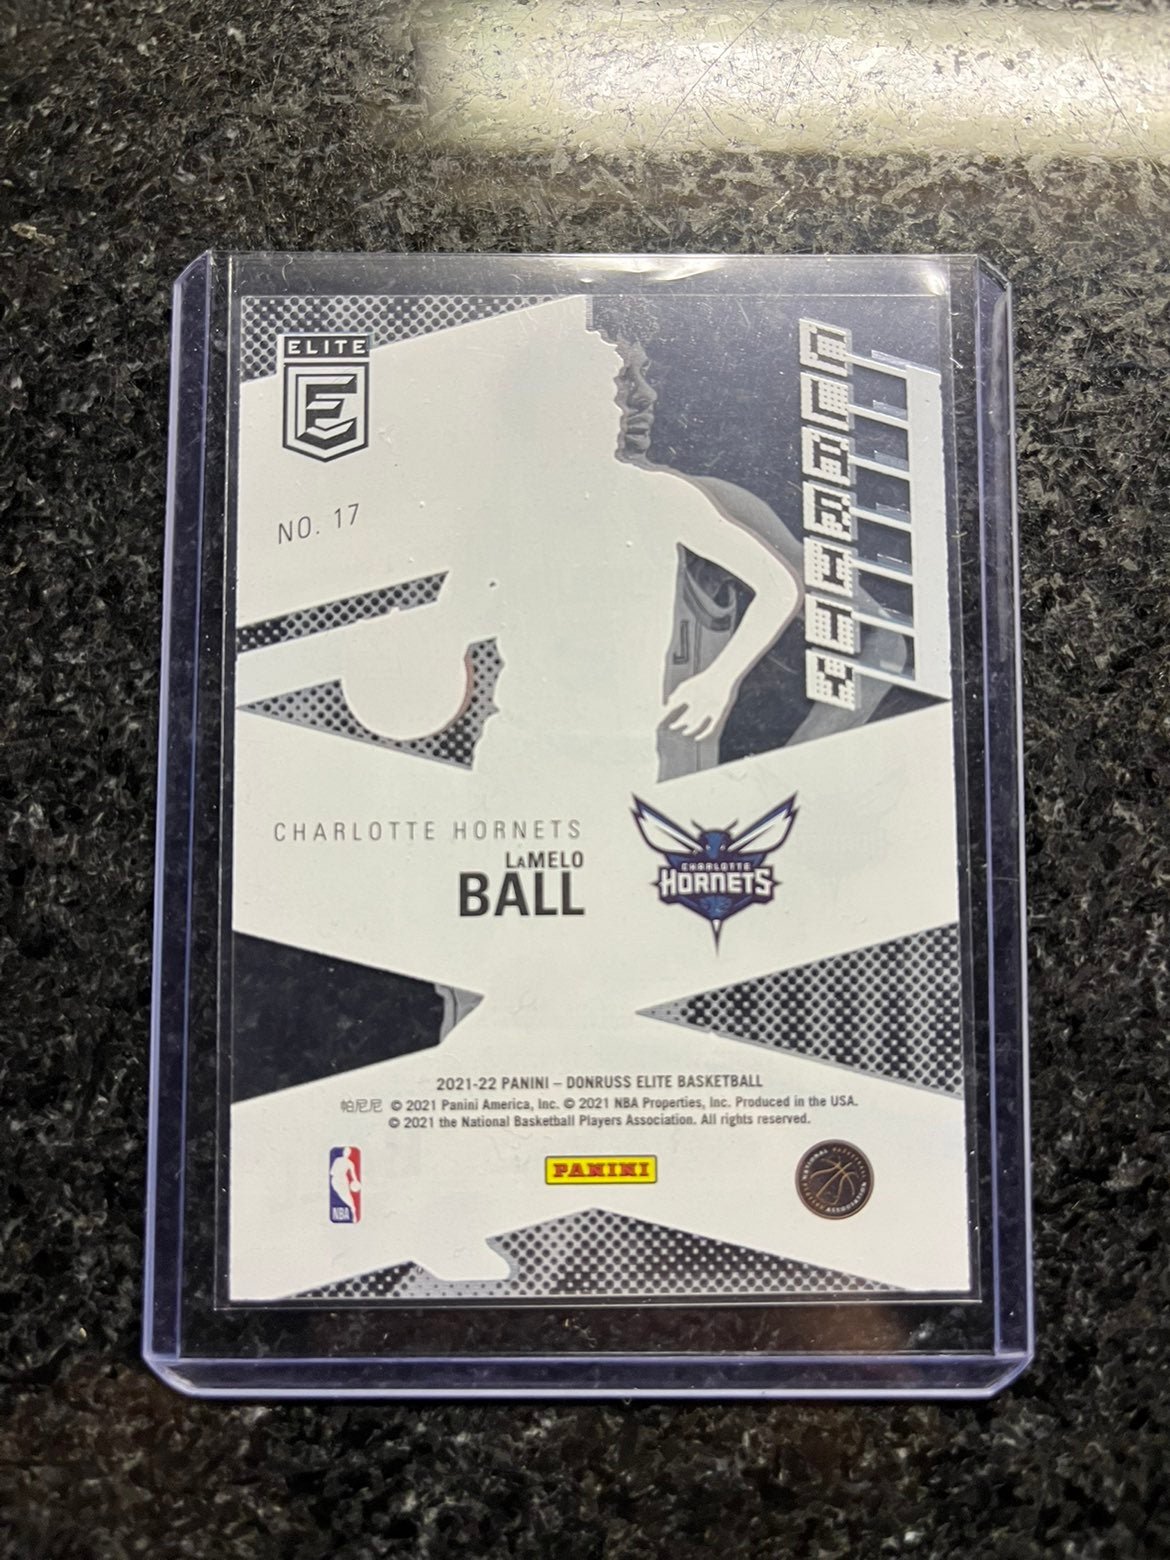 ELITE
E
NO. 17
CHARLOTTE HORNETS
LAMELO
BALL
CHARLOTTE
HORNETS
2021-22 PANINI – DONRUSS ELITE BASKETBALL
帕尼尼 © 2021 Panini America, Inc. © 2021 NBA Properties, Inc. Produced in the USA.
© 2021 the National Basketball Players Association. All rights reserved.
NBA
PANINI